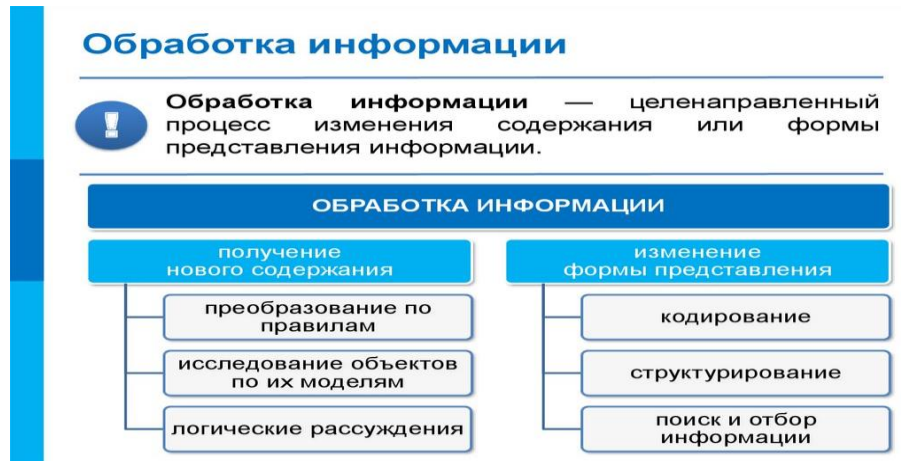 Обработка информации
!
Обработка информации — целенаправленный
процесс изменения содержания или формы
представления информации.
ОБРАБОТКА ИНФОРМАЦИИ
получение
нового содержания
преобразование по
правилам
исследование объектов
по их моделям
логические рассуждения
изменение
формы представления
кодирование
структурирование
поиск и отбор
информации